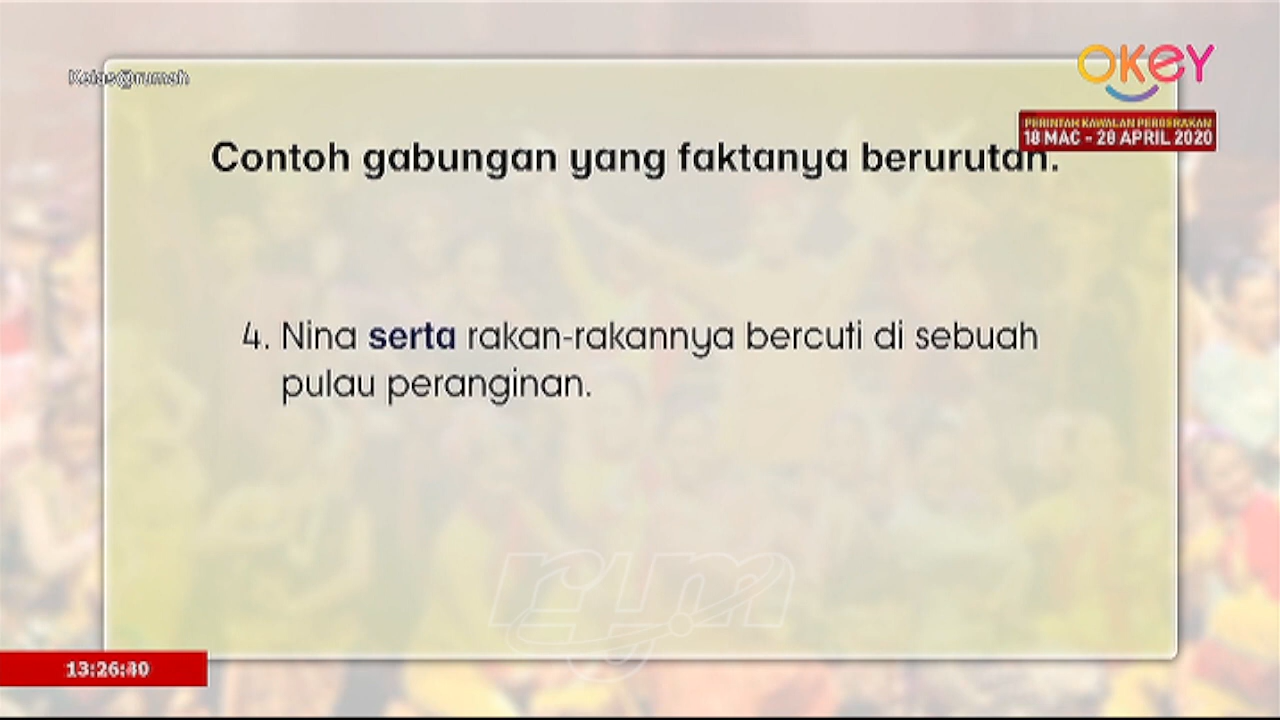 Kelas@rumah
OKEY
PERINTAH KAWALAN PERGERAKAN
18 MAC - 28 APRIL 2020
Contoh gabungan yang faktanya berurutan.
4. Nina serta rakan-rakannya bercuti di sebuah
pulau peranginan.
rtm
13:26:40